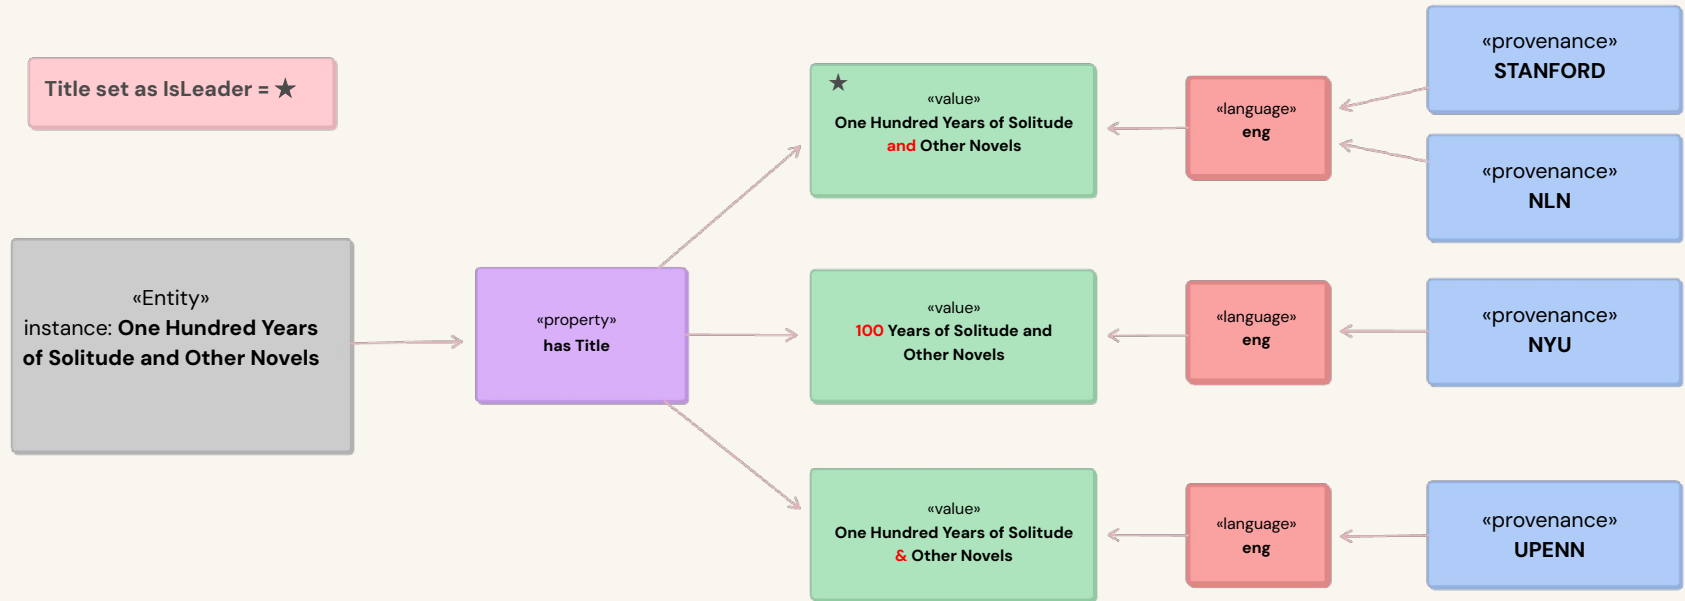 Title set as IsLeader = ★
«Entity»
instance: One Hundred Years
of Solitude and Other Novels
«property»
has Title
★
«value»
One Hundred Years of Solitude
and Other Novels
«language»
eng
«provenance»
STANFORD
«provenance»
NLN
«value»
100 Years of Solitude and
Other Novels
«language»
eng
«provenance»
NYU
«value»
One Hundred Years of Solitude
& Other Novels
«language»
eng
«provenance»
UPENN